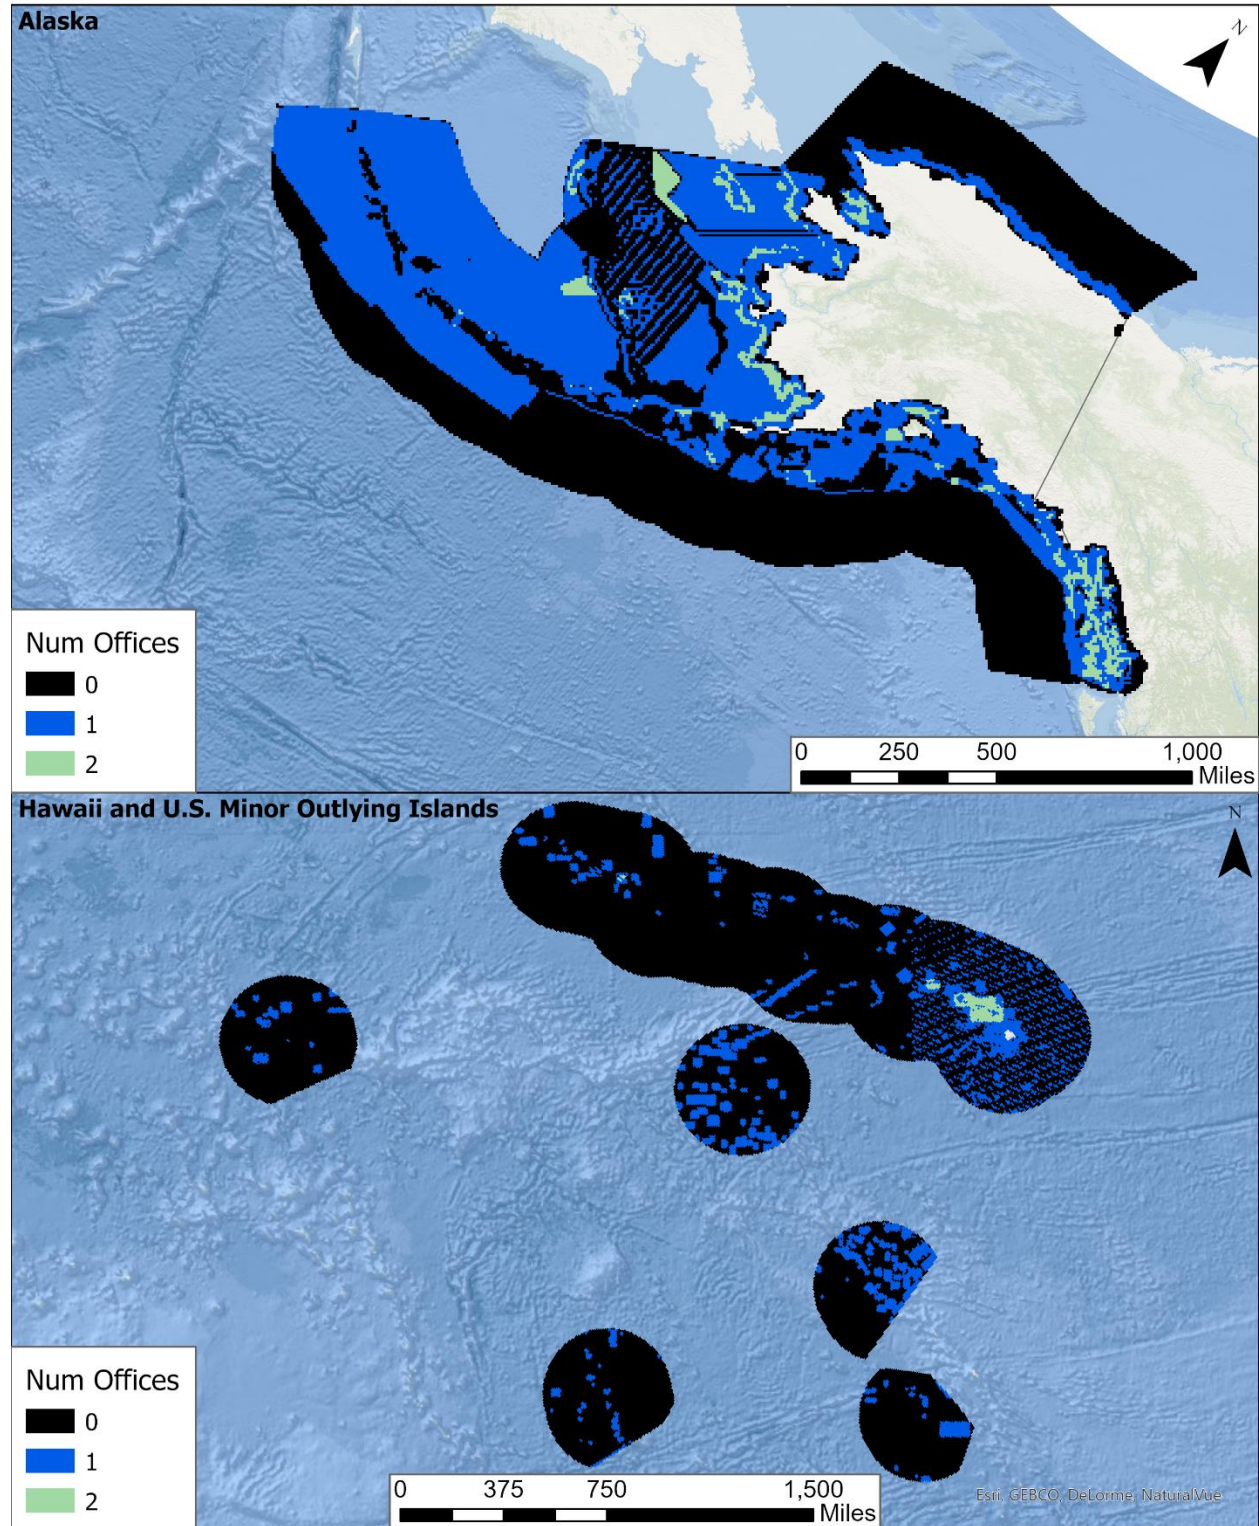 Alaska
N
Num Offices
0
1
2
0 250 500 1,000
Miles
Hawaii and U.S. Minor Outlying Islands
N
Num Offices
0
1
2
0 375 750 1,500
Miles
Esri, GEBCO, DeLorme, NaturalVue